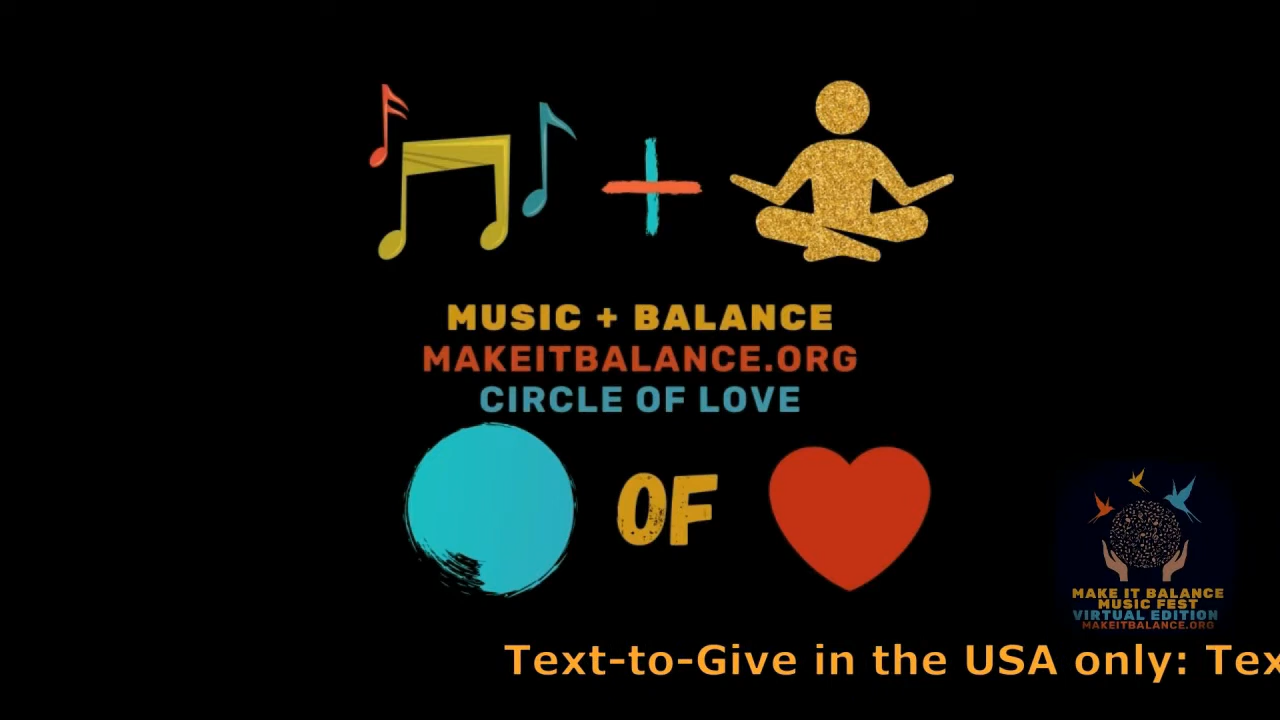 MUSIC + BALANCE
MAKEITBALANCE.ORG
CIRCLE OF LOVE
OF
MAKE IT BALANCE
MUSIC FEST
VIRTUAL EDITION
MAKEITBALANCE.ORG
Text-to-Give in the USA only: Tex